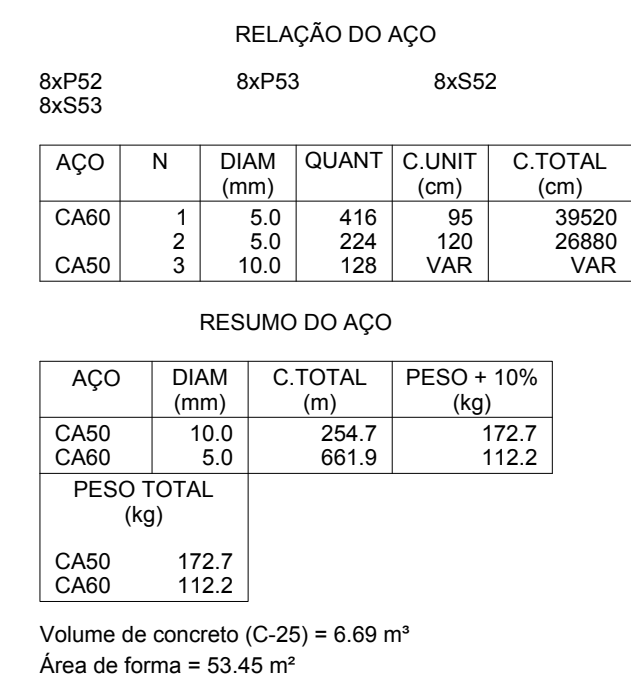 RELAÇÃO DO AÇO
8xP52 8xP53 8xS52
8xS53
AÇO N DIAM QUANT C.UNIT C.TOTAL
(mm) (cm) (cm)
CA60 1 5.0 416 95 39520
2 5.0 224 120 26880
CA50 3 10.0 128 VAR VAR
RESUMO DO AÇO
AÇO DIAM C.TOTAL PESO + 10%
(mm) (m) (kg)
CA50 10.0 254.7 172.7
CA60 5.0 661.9 112.2
PESO TOTAL
(kg)
CA50 172.7
CA60 112.2
Volume de concreto (C-25) = 6.69 m³
Área de forma = 53.45 m²